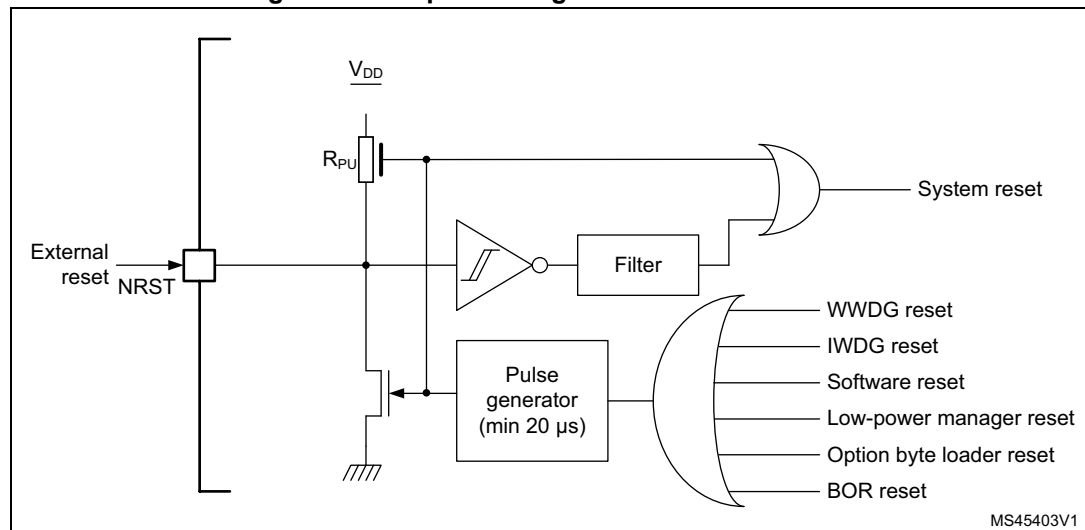 V_DD
R_PU
System reset
External
reset
NRST
Filter
WWDG reset
IWDG reset
Software reset
Low-power manager reset
Option byte loader reset
BOR reset
Pulse
generator
(min 20 μs)
MS45403V1